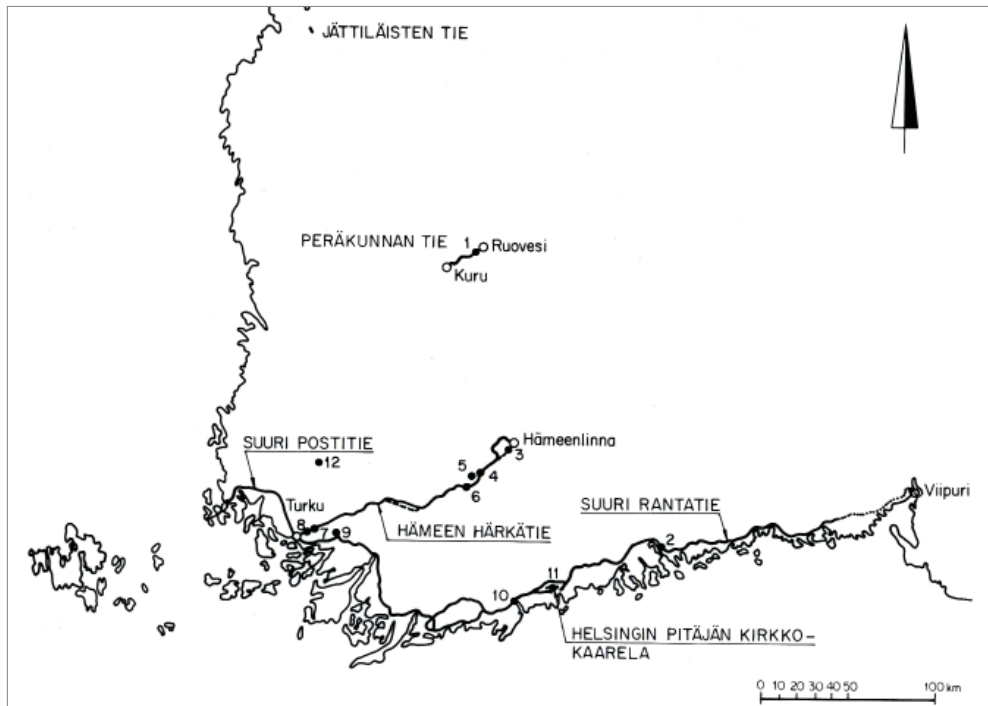 JÄTTILÄISTEN TIE
PERÄKUNNAN TIE
1
Ruovesi
Kuru
SUURI POSTITIE
12
Hämeenlinna
3
5
4
6
Turku
8
7
9
HÄMEEN HÄRKÄTIE
SUURI RANTATIE
Viipuri
2
11
10
HELSINGIN PITÄJÄN KIRKKO-
KAARELA
0 10 20 30 40 50 100 km